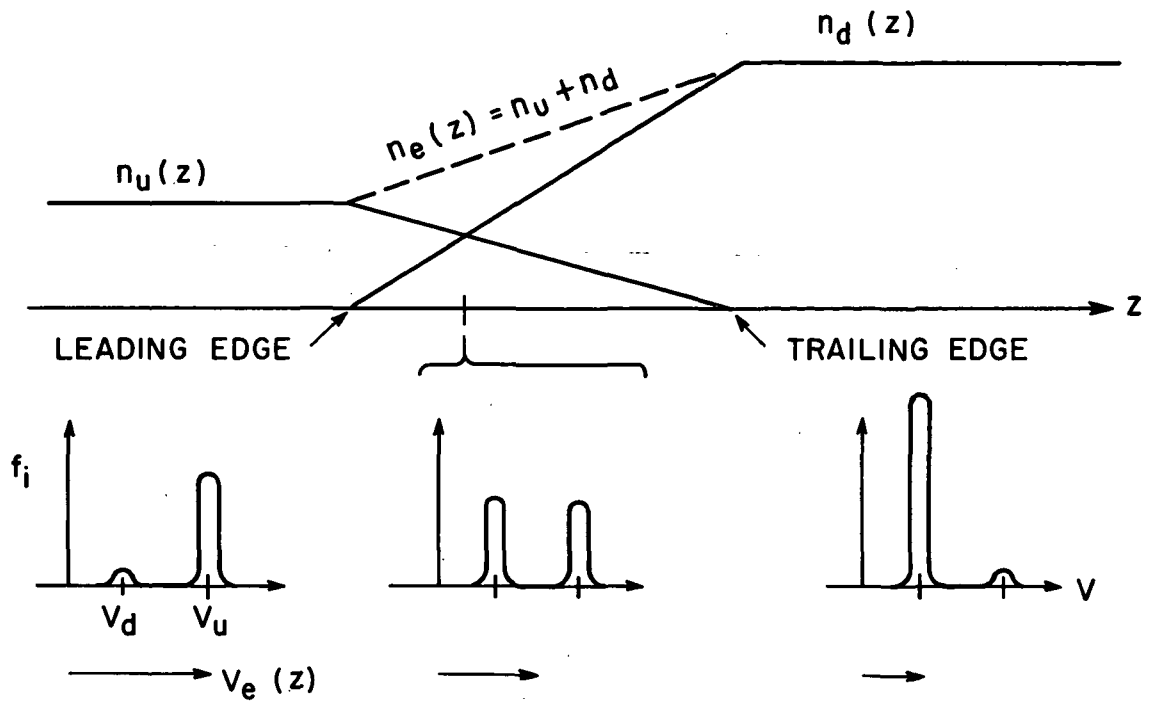 n_d (z)
n_e (z) = n_u + n_d
n_u (z)
z
LEADING EDGE
TRAILING EDGE
f_i
V_d
V_u
V
V_e (z)